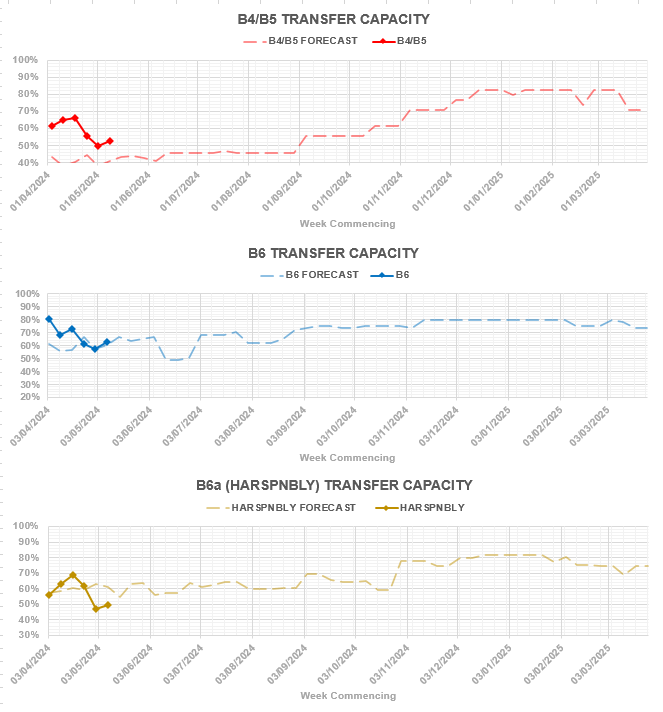 B4/B5 TRANSFER CAPACITY
B4/B5 FORECAST B4/B5
100%
90%
80%
70%
60%
50%
40%
01/04/2024 01/05/2024 01/06/2024 01/07/2024 01/08/2024 01/09/2024 01/10/2024 01/11/2024 01/12/2024 01/01/2025 01/02/2025 01/03/2025
Week Commencing
B6 TRANSFER CAPACITY
B6 FORECAST B6
100%
90%
80%
70%
60%
50%
40%
30%
20%
03/04/2024 03/05/2024 03/06/2024 03/07/2024 03/08/2024 03/09/2024 03/10/2024 03/11/2024 03/12/2024 03/01/2025 03/02/2025 03/03/2025
Week Commencing
B6a (HARSPNBLY) TRANSFER CAPACITY
HARSPNBLY FORECAST HARSPNBLY
100%
90%
80%
70%
60%
50%
40%
30%
03/04/2024 03/05/2024 03/06/2024 03/07/2024 03/08/2024 03/09/2024 03/10/2024 03/11/2024 03/12/2024 03/01/2025 03/02/2025 03/03/2025
Week Commencing